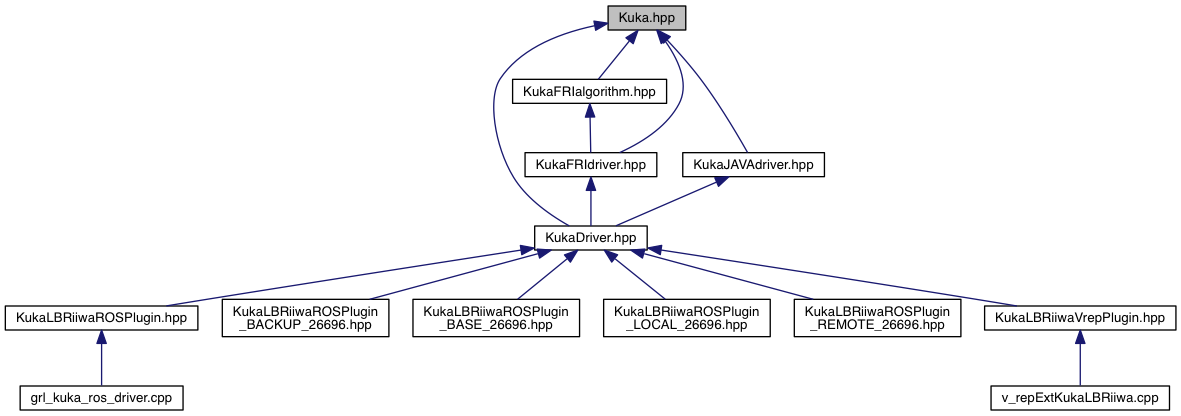 Kuka.hpp
KukaFRIalgorithm.hpp
KukaFRIdriver.hpp
KukaJAVAdriver.hpp
KukaDriver.hpp
KukaLBRiiwaROSPlugin.hpp
KukaLBRiiwaROSPlugin
_BACKUP_26696.hpp
KukaLBRiiwaROSPlugin
_BASE_26696.hpp
KukaLBRiiwaROSPlugin
_LOCAL_26696.hpp
KukaLBRiiwaROSPlugin
_REMOTE_26696.hpp
KukaLBRiiwaVrepPlugin.hpp
grl_kuka_ros_driver.cpp
v_repExtKukaLBRiiwa.cpp